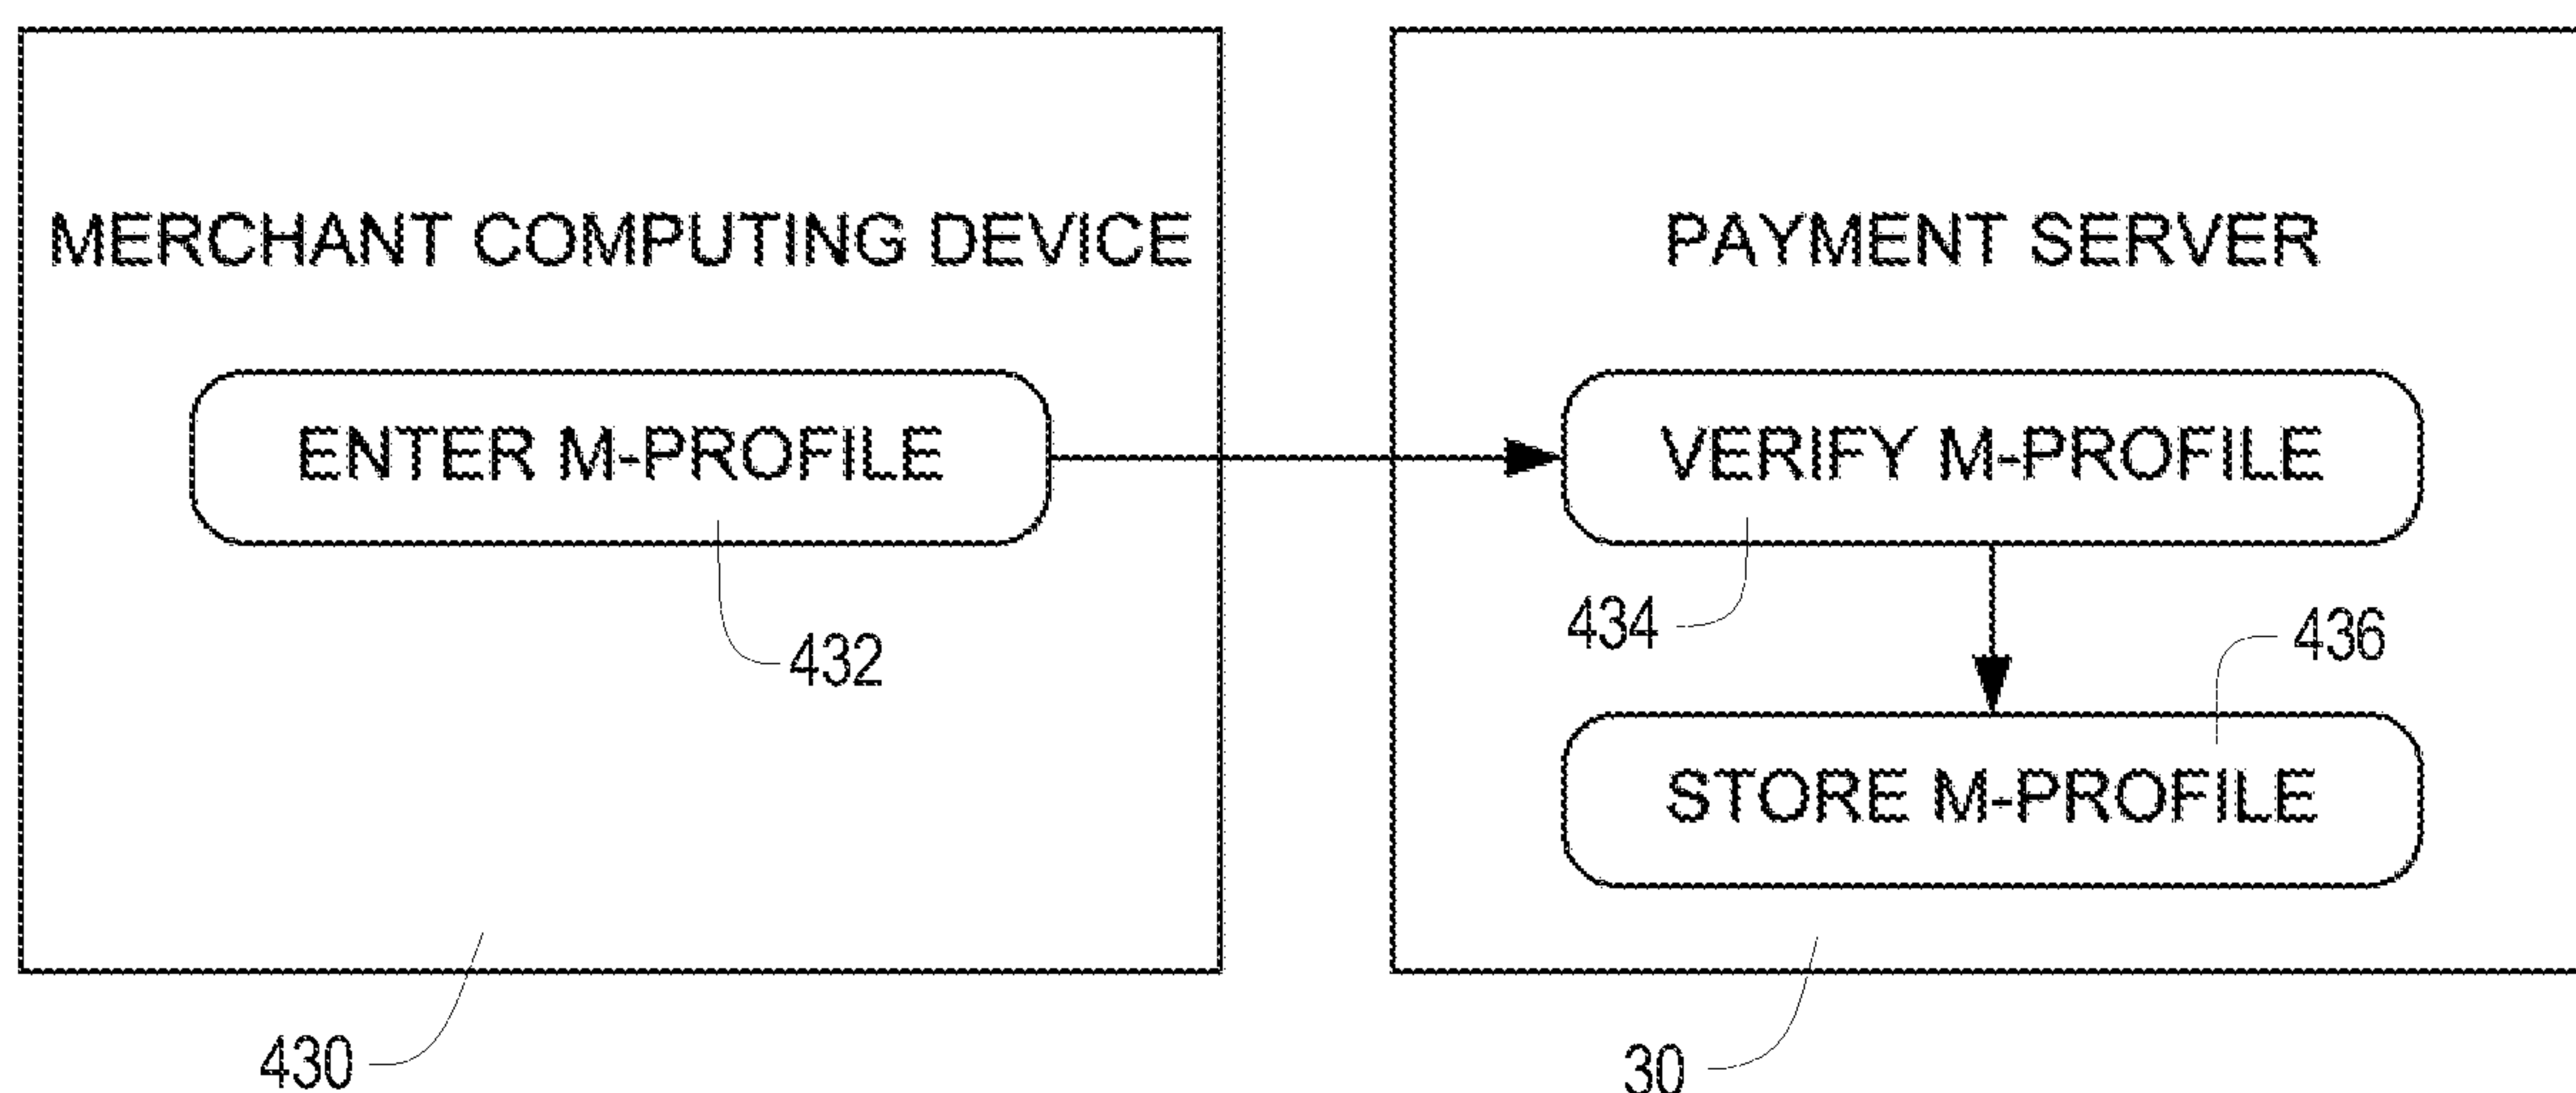 MERCHANT COMPUTING DEVICE
ENTER M-PROFILE
432
430
PAYMENT SERVER
VERIFY M-PROFILE
434
436
STORE M-PROFILE
30